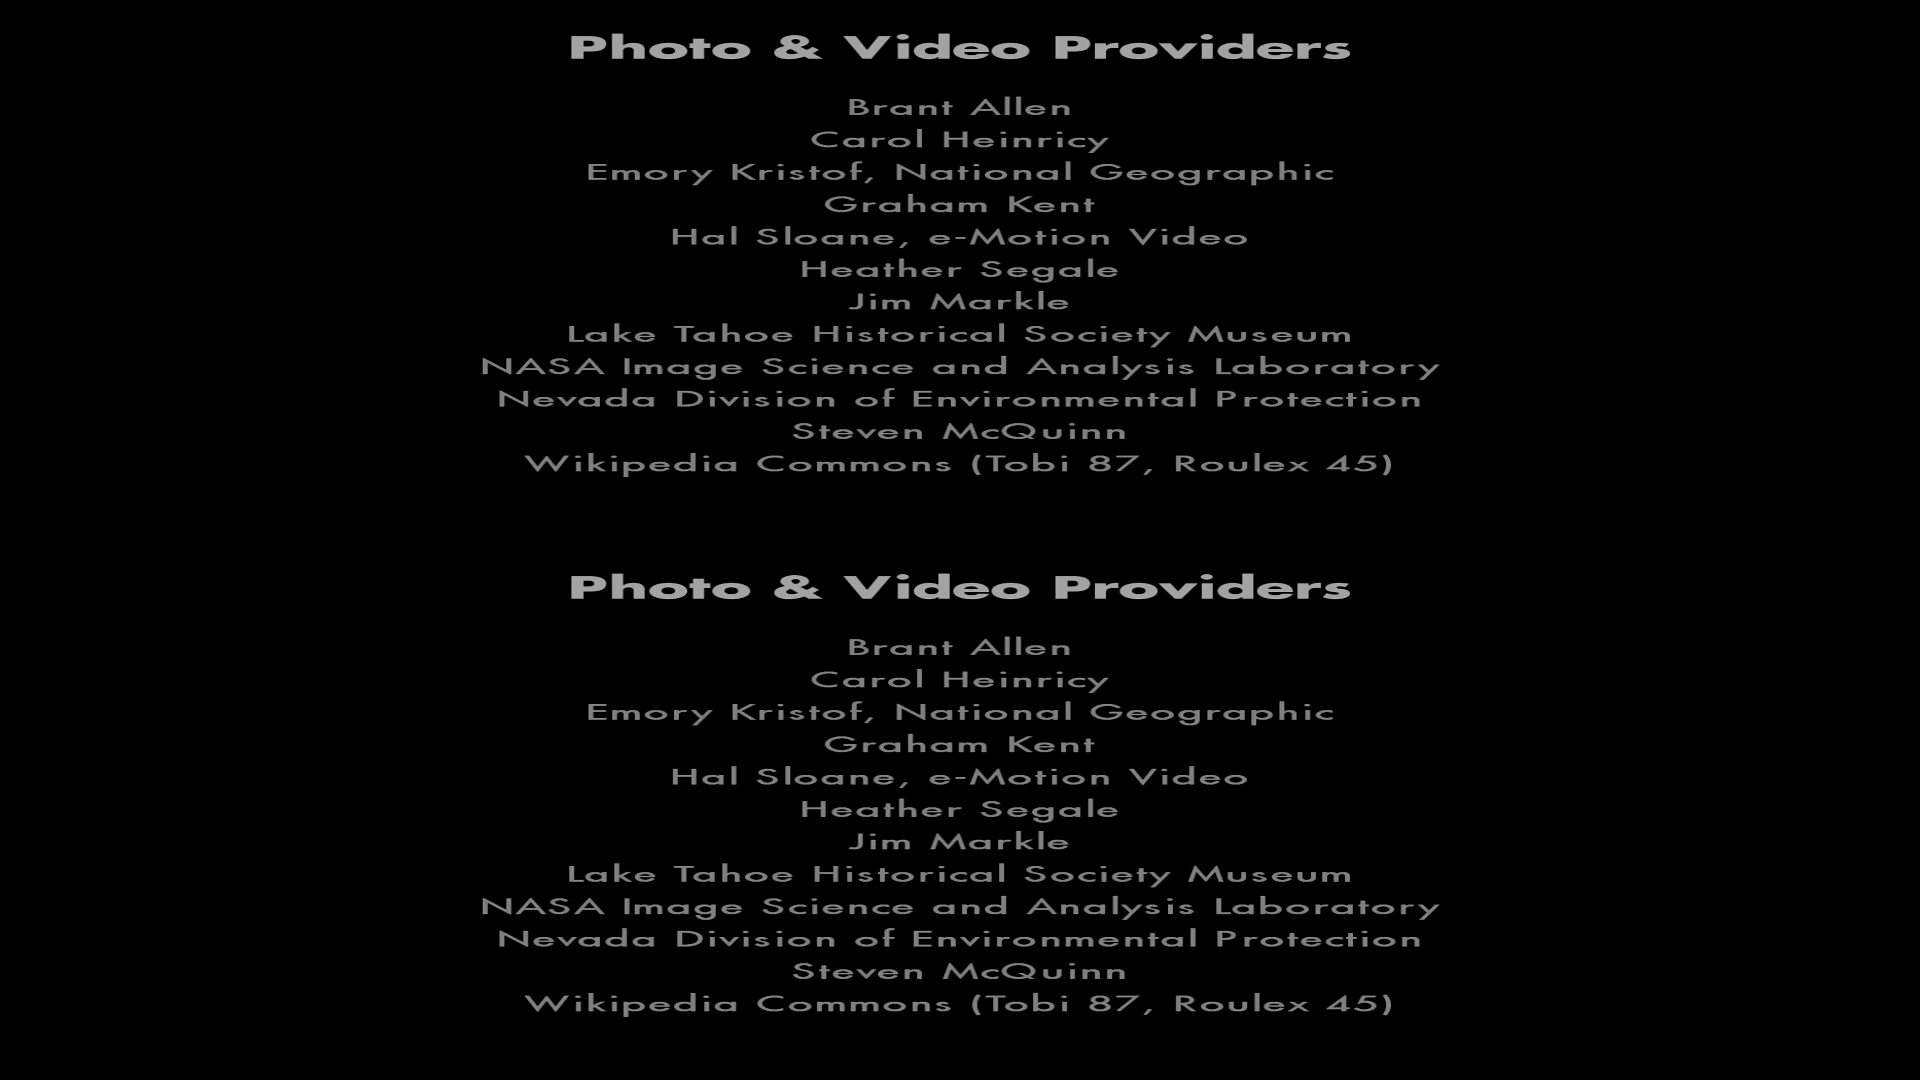 Photo & Video Providers
Brant Allen
Carol Heinricy
Emory Kristof, National Geographic
Graham Kent
Hal Sloane, e-Motion Video
Heather Segale
Jim Markle
Lake Tahoe Historical Society Museum
NASA Image Science and Analysis Laboratory
Nevada Division of Environmental Protection
Steven McQuinn
Wikipedia Commons (Tobi 87, Roulex 45)
Photo & Video Providers
Brant Allen
Carol Heinricy
Emory Kristof, National Geographic
Graham Kent
Hal Sloane, e-Motion Video
Heather Segale
Jim Markle
Lake Tahoe Historical Society Museum
NASA Image Science and Analysis Laboratory
Nevada Division of Environmental Protection
Steven McQuinn
Wikipedia Commons (Tobi 87, Roulex 45)